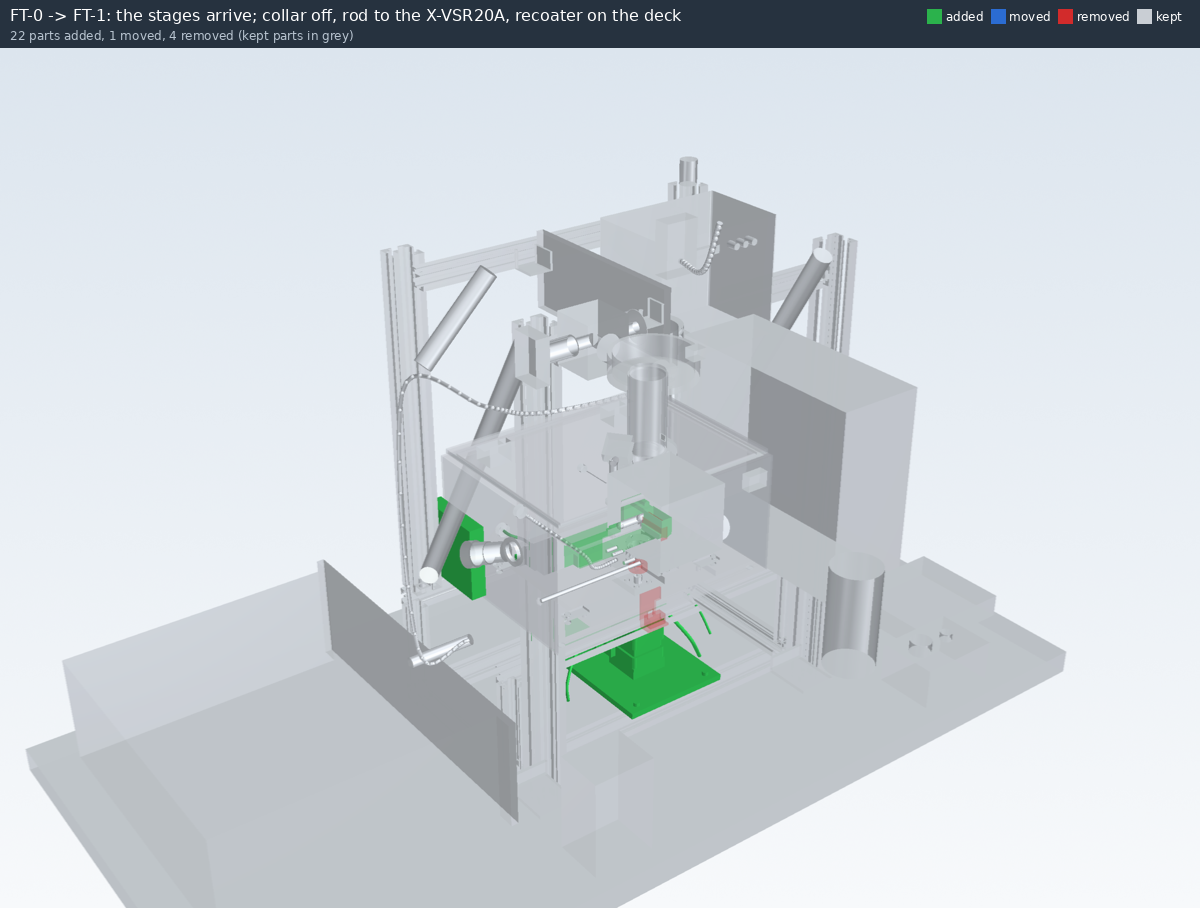 FT-0 -> FT-1: the stages arrive; collar off, rod to the X-VSR20A, recoater on the deck
22 parts added, 1 moved, 4 removed (kept parts in grey)
added moved removed kept